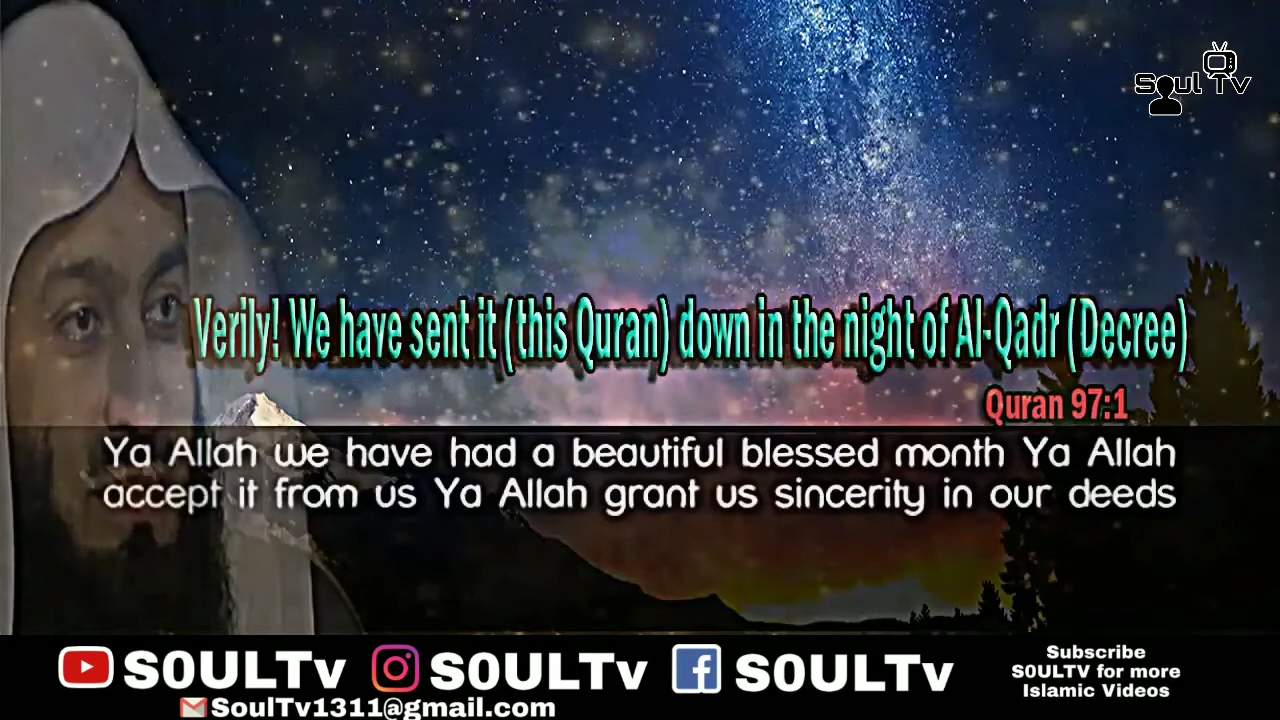 Soul Tv
Verily! We have sent it (this Quran) down in the night of Al-Qadr (Decree)
Quran 97:1
Ya Allah we have had a beautiful blessed month Ya Allah
accept it from us Ya Allah grant us sincerity in our deeds
S0ULTv S0ULTv S0ULTv
SoulTv1311@gmail.com
Subscribe
S0ULTV for more
Islamic Videos